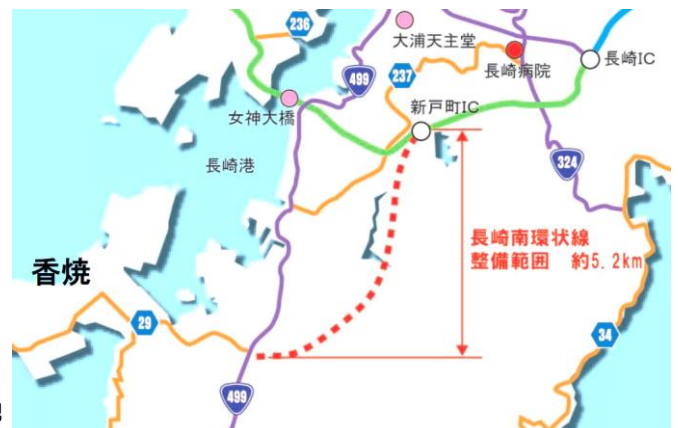 236
大浦天主堂
499
237
長崎病院
長崎IC
女神大橋
新戸町IC
長崎港
324
長崎南環状線
整備範囲 約5.2km
香焼
29
34
499